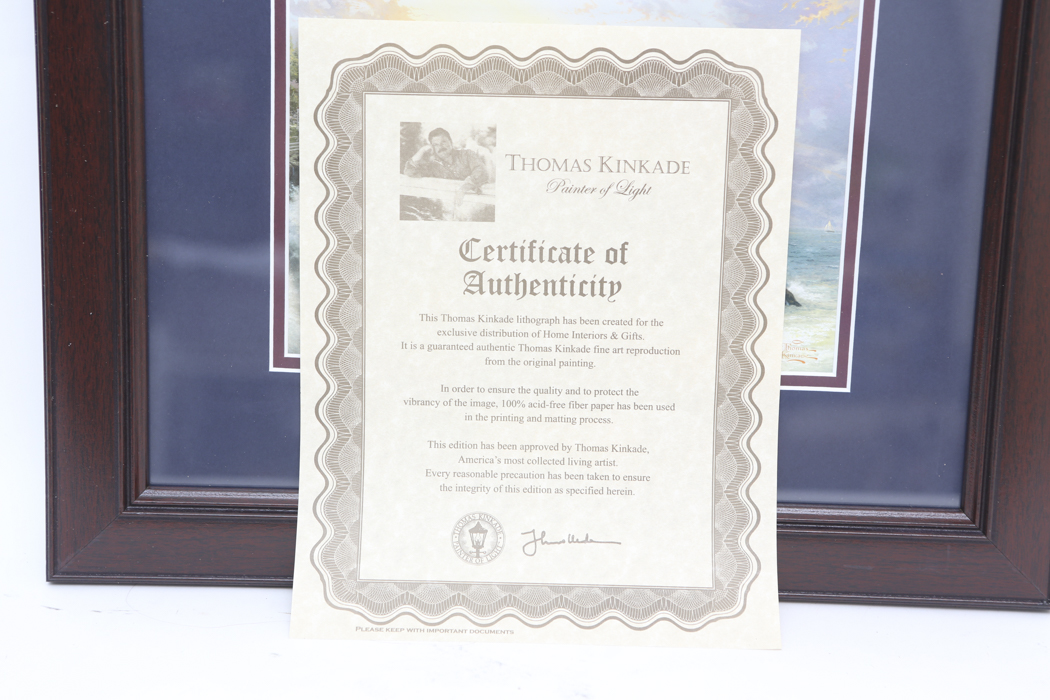 THOMAS KINKADE
Painter of Light
Certificate of
Authenticity
This Thomas Kinkade lithograph has been created for the
exclusive distribution of Home Interiors & Gifts.
It is a guaranteed authentic Thomas Kinkade fine art reproduction
from the original painting.
In order to ensure the quality and to protect the
vibrancy of the image, 100% acid-free fiber paper has been used
in the printing and matting process.
This edition has been approved by Thomas Kinkade,
America's most collected living artist.
Every reasonable precaution has been taken to ensure
the integrity of this edition as specified herein.
THOMAS KINKADE
PAINTER OF LIGHT
PLEASE KEEP WITH IMPORTANT DOCUMENTS